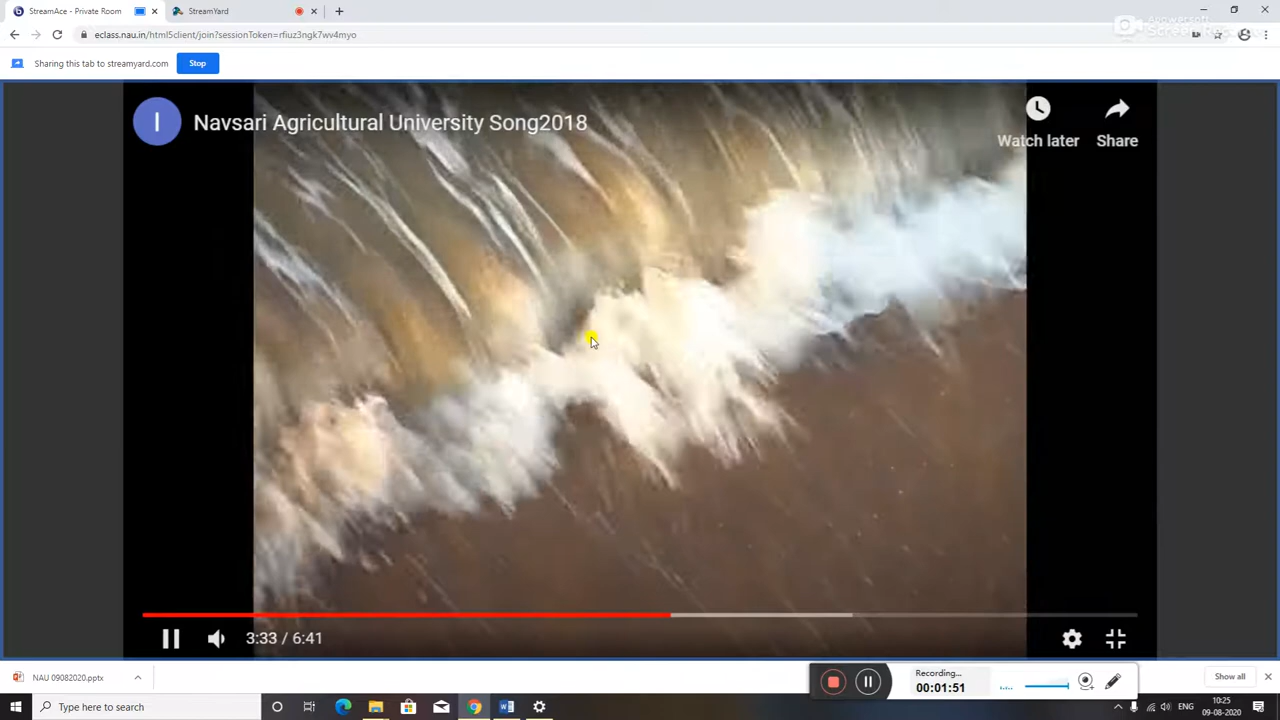 StreamAce - Private Room
StreamYard
eclass.nau.in/html5client/join?sessionToken=rfiuz3ngk7wv4myo
Sharing this tab to streamyard.com
Stop
I
Navsari Agricultural University Song2018
Watch later
Share
3:33 / 6:41
NAU 09082020.pptx
Show all
Recording...
00:01:51
Type here to search
ENG
10:25
09-08-2020